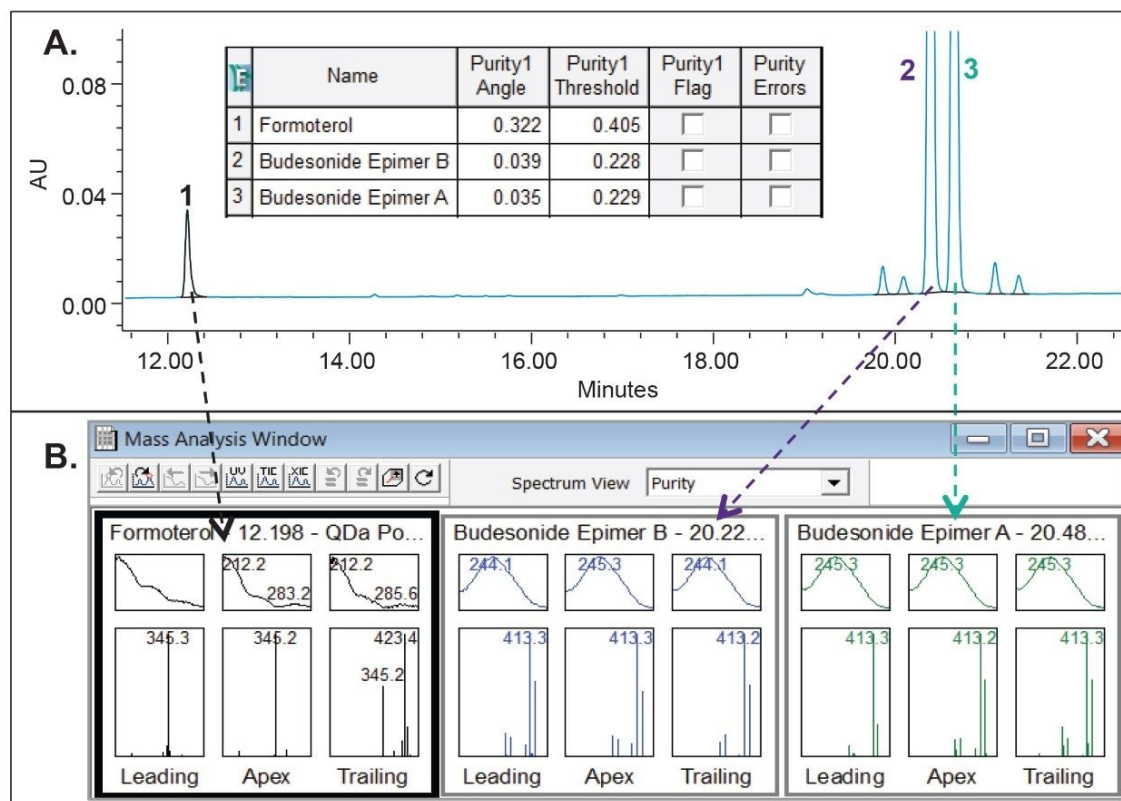 A.
0.08
0.04
0.00
AU
Name Purity1 Angle Purity1 Threshold Purity1 Flag Purity Errors
1 Formoterol 0.322 0.405
2 Budesonide Epimer B 0.039 0.228
3 Budesonide Epimer A 0.035 0.229
1
2
3
12.00 14.00 16.00 18.00 20.00 22.00
Minutes
B.
Mass Analysis Window
UV TIC XIC
Spectrum View Purity
Formoterol 12.198 - QDa Po...
212.2 283.2
212.2 285.6
345.3
345.2
423.4
345.2
Leading Apex Trailing
Budesonide Epimer B - 20.22...
244.1 245.3 244.1
413.3 413.3 413.2
Leading Apex Trailing
Budesonide Epimer A - 20.48...
245.3 245.3 245.3
413.3 413.2 413.3
Leading Apex Trailing